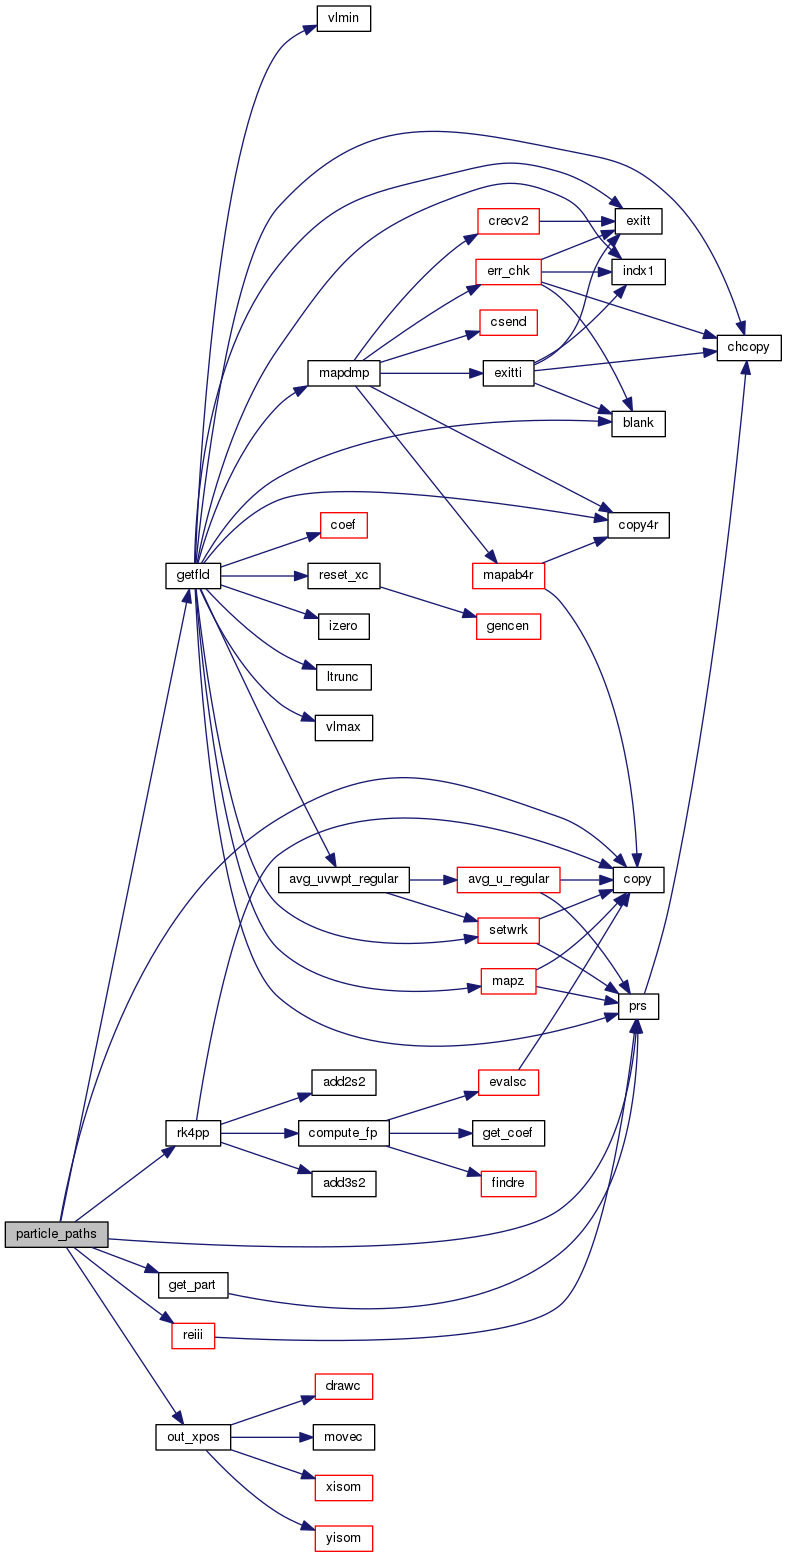 vlmin
crecv2
exitt
err_chk
indx1
csend
chcopy
mapdmp
exitti
blank
coef
copy4r
getfld
reset_xc
mapab4r
izero
gencen
ltrunc
vlmax
avg_uvwpt_regular
avg_u_regular
copy
setwrk
mapz
prs
add2s2
evalsc
rk4pp
compute_fp
get_coef
add3s2
findre
particle_paths
get_part
reiii
drawc
out_xpos
movec
xisom
yisom